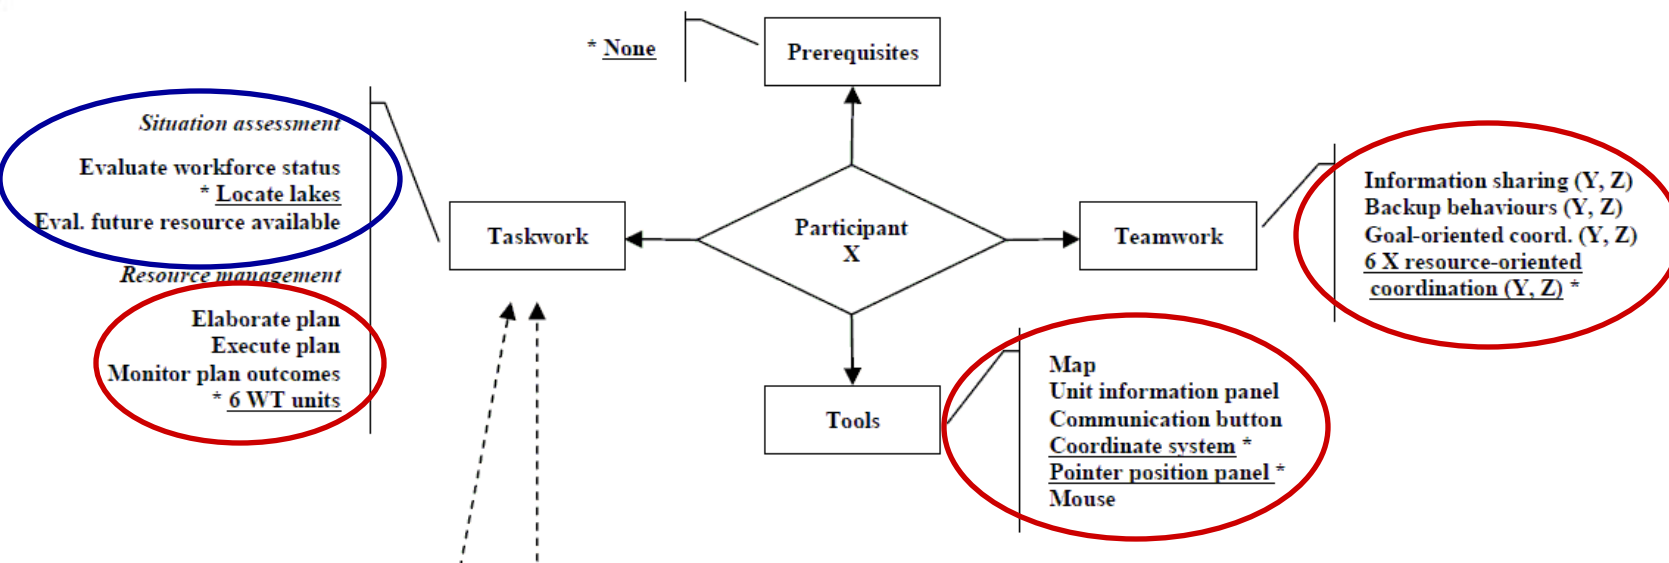 * None
Prerequisites
Situation assessment
Evaluate workforce status
* Locate lakes
Eval. future resource available
Resource management
Elaborate plan
Execute plan
Monitor plan outcomes
* 6 WT units
Taskwork
Participant
X
Teamwork
Information sharing (Y, Z)
Backup behaviours (Y, Z)
Goal-oriented coord. (Y, Z)
6 X resource-oriented
coordination (Y, Z) *
Tools
Map
Unit information panel
Communication button
Coordinate system *
Pointer position panel *
Mouse